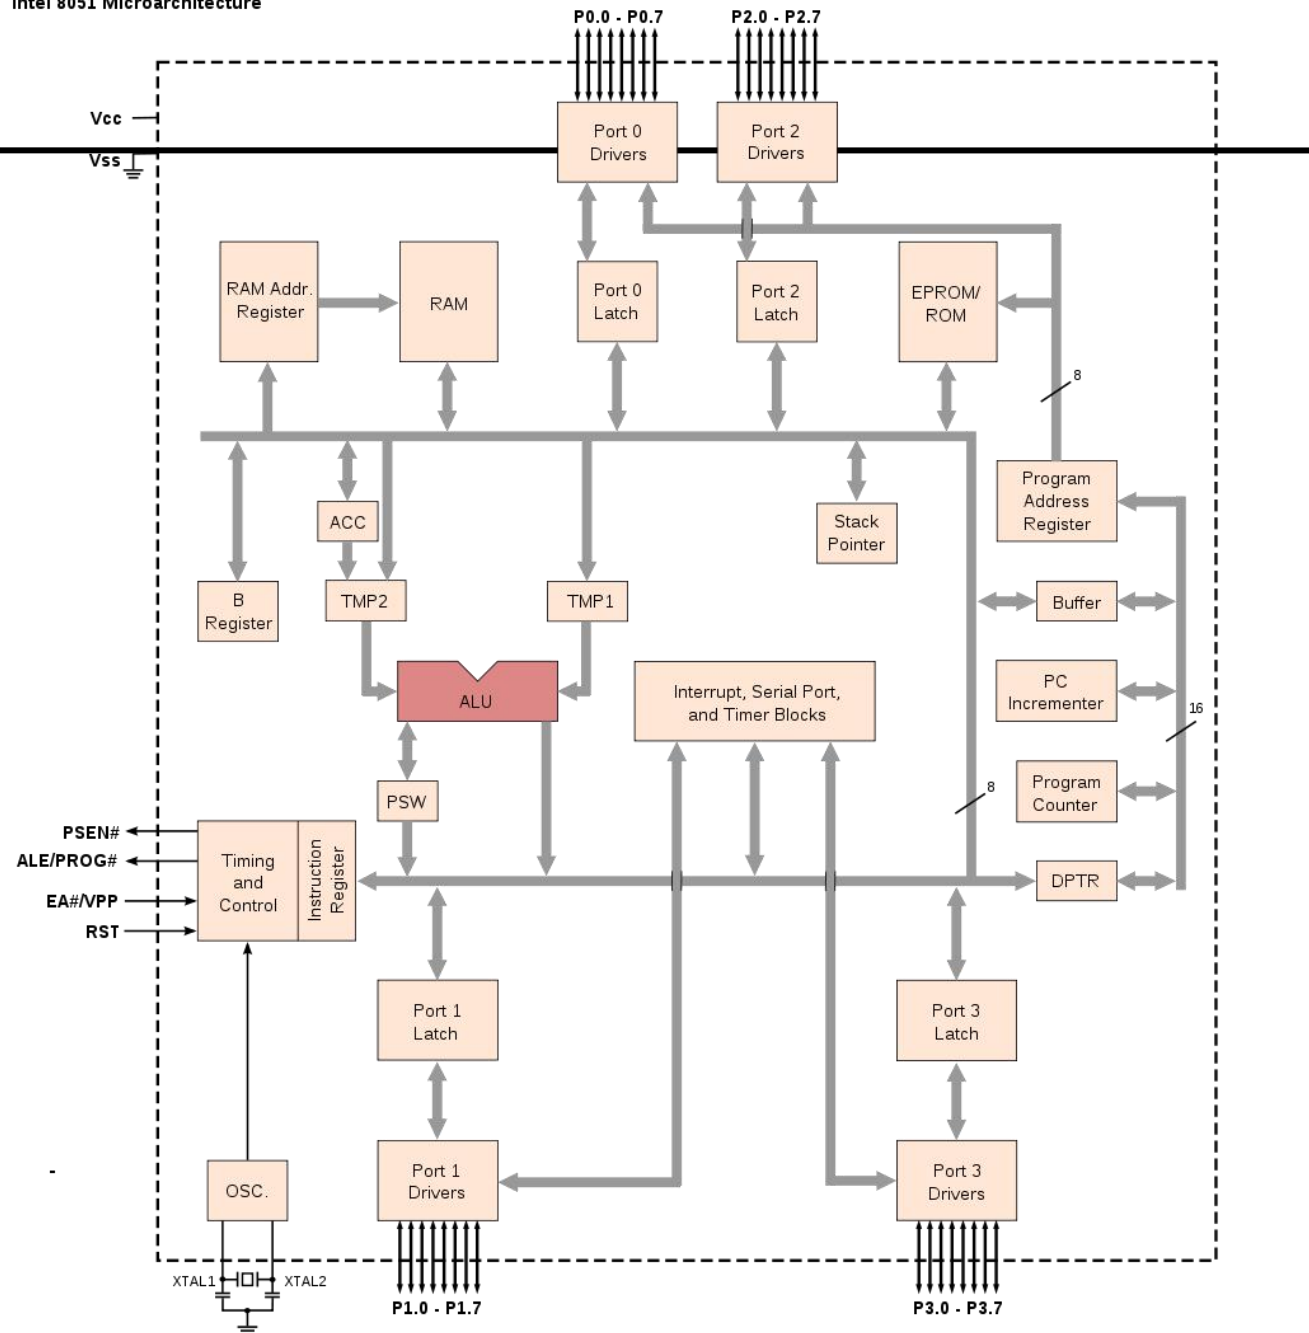 Intel 8051 Microarchitecture
P0.0 - P0.7
P2.0 - P2.7
Vcc
Vss
Port 0
Drivers
Port 2
Drivers
RAM Addr.
Register
RAM
Port 0
Latch
Port 2
Latch
EPROM/
ROM
8
Program
Address
Register
ACC
Stack
Pointer
B
Register
TMP2
TMP1
Buffer
ALU
Interrupt, Serial Port,
and Timer Blocks
PC
Incrementer
16
PSW
8
Program
Counter
PSEN#
ALE/PROG#
EA#/VPP
RST
Timing
and
Control
Instruction
Register
DPTR
Port 1
Latch
Port 3
Latch
-
OSC.
Port 1
Drivers
Port 3
Drivers
XTAL1
XTAL2
P1.0 - P1.7
P3.0 - P3.7